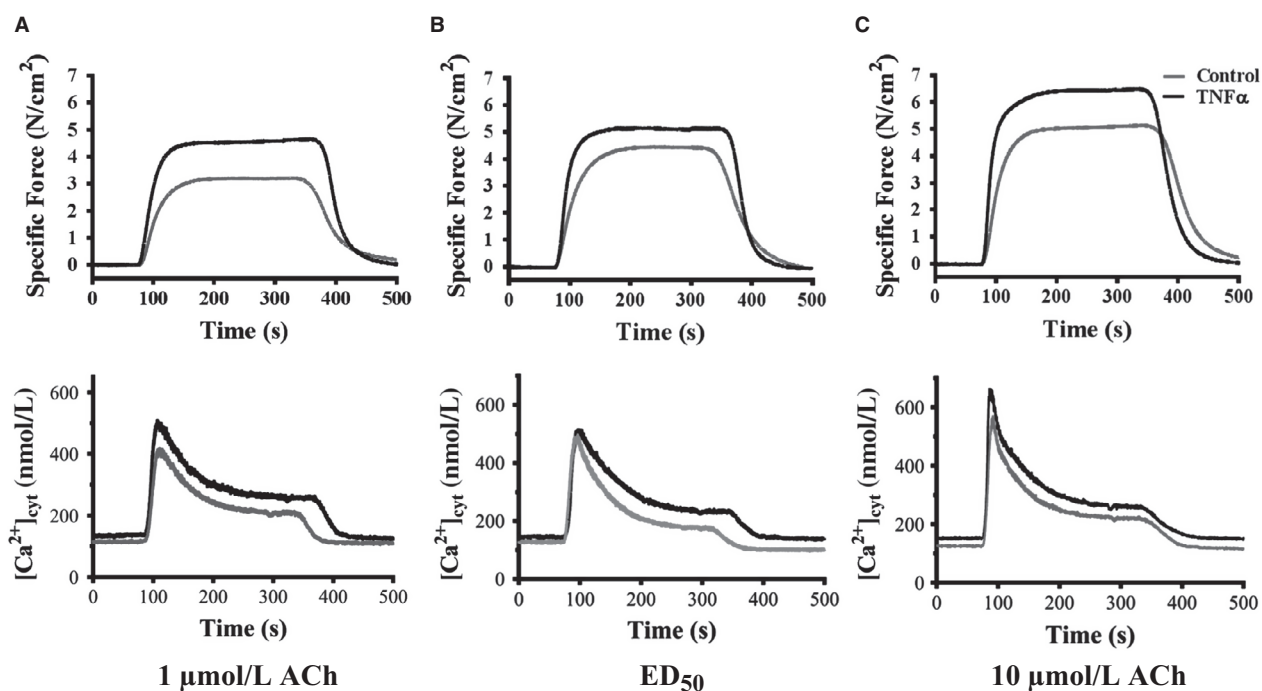 A
B
C
Specific Force (N/cm²)
7
6
5
4
3
2
1
0
0 100 200 300 400 500
Time (s)
Specific Force (N/cm²)
7
6
5
4
3
2
1
0
0 100 200 300 400 500
Time (s)
Specific Force (N/cm²)
7
6
5
4
3
2
1
0
0 100 200 300 400 500
Time (s)
Control
TNFα
[Ca²⁺]cyt (nmol/L)
600
400
200
0
0 100 200 300 400 500
Time (s)
[Ca²⁺]cyt (nmol/L)
600
400
200
0
0 100 200 300 400 500
Time (s)
[Ca²⁺]cyt (nmol/L)
600
400
200
0
0 100 200 300 400 500
Time (s)
1 µmol/L ACh
ED₅₀
10 µmol/L ACh